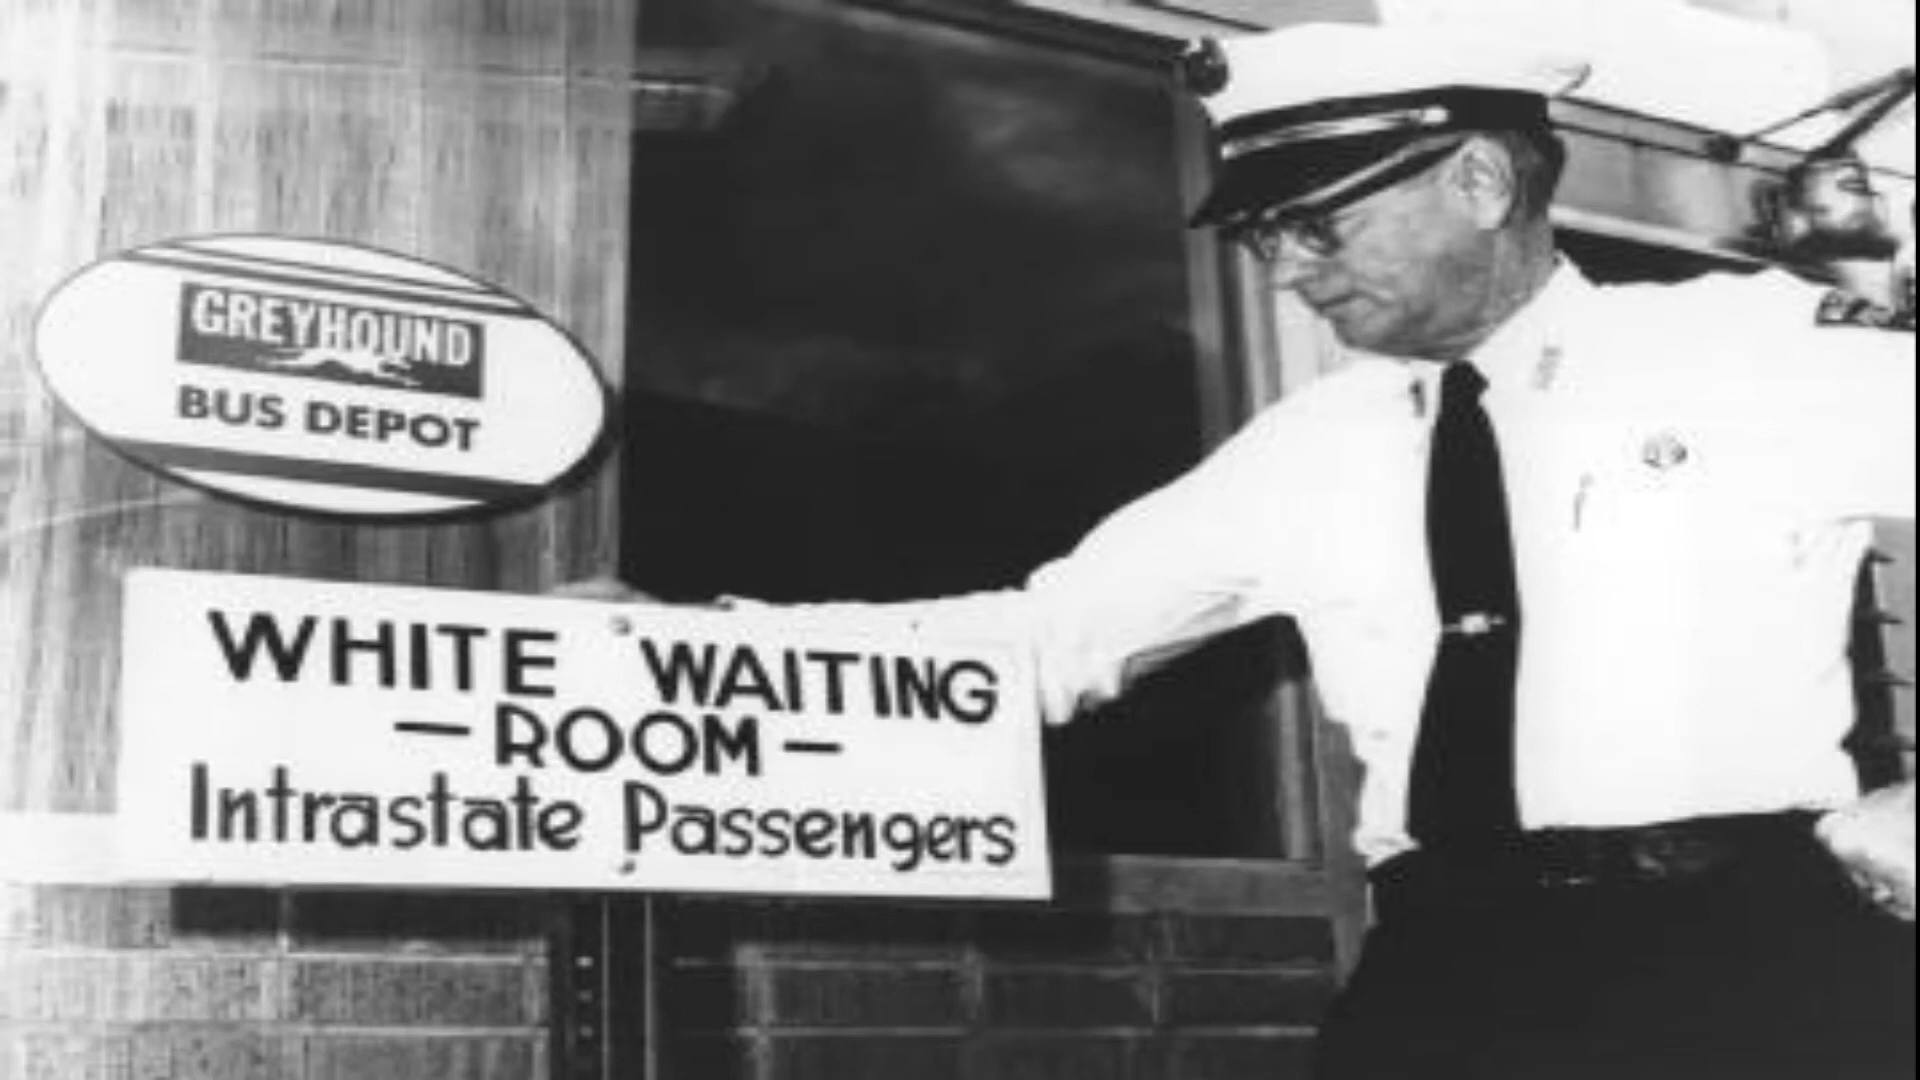 GREYHOUND
BUS DEPOT
WHITE WAITING
- ROOM -
Intrastate Passengers